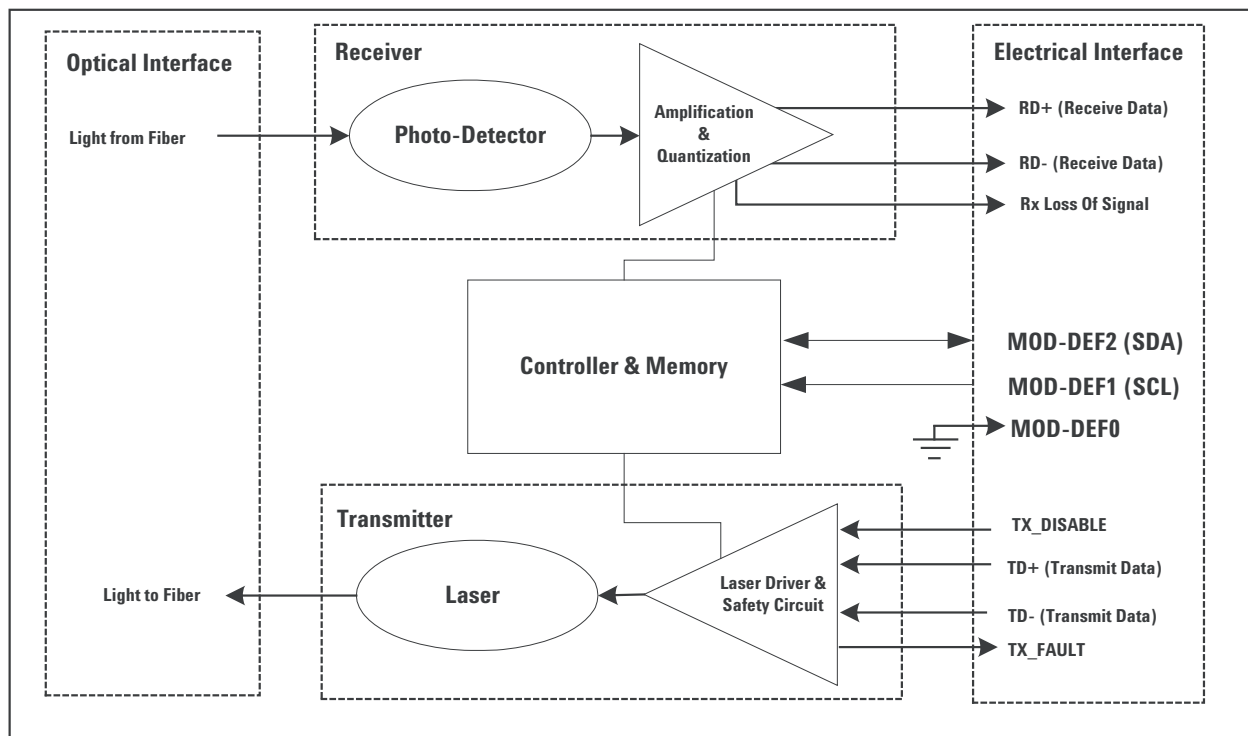 Optical Interface
Light from Fiber
Light to Fiber
Receiver
Photo-Detector
Amplification
&
Quantization
Controller & Memory
Transmitter
Laser
Laser Driver &
Safety Circuit
Electrical Interface
RD+ (Receive Data)
RD- (Receive Data)
Rx Loss Of Signal
MOD-DEF2 (SDA)
MOD-DEF1 (SCL)
MOD-DEF0
TX_DISABLE
TD+ (Transmit Data)
TD- (Transmit Data)
TX_FAULT